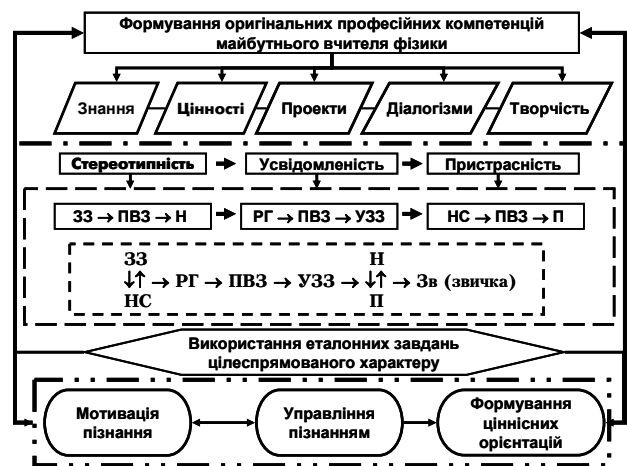 Формування оригінальних професійних компетенцій
майбутнього вчителя фізики
Знання Цінності Проекти Діалогізми Творчість
Стереотипність Усвідомленість Пристрасність
ЗЗ → ПВЗ → Н РГ → ПВЗ → УЗЗ НС → ПВЗ → П
ЗЗ Н
↓↑ → РГ → ПВЗ → УЗЗ → ↓↑ → Зв (звичка)
НС П
Використання еталонних завдань
цілеспрямованого характеру
Мотивація
пізнання
Управління
пізнанням
Формування
ціннісних
орієнтацій